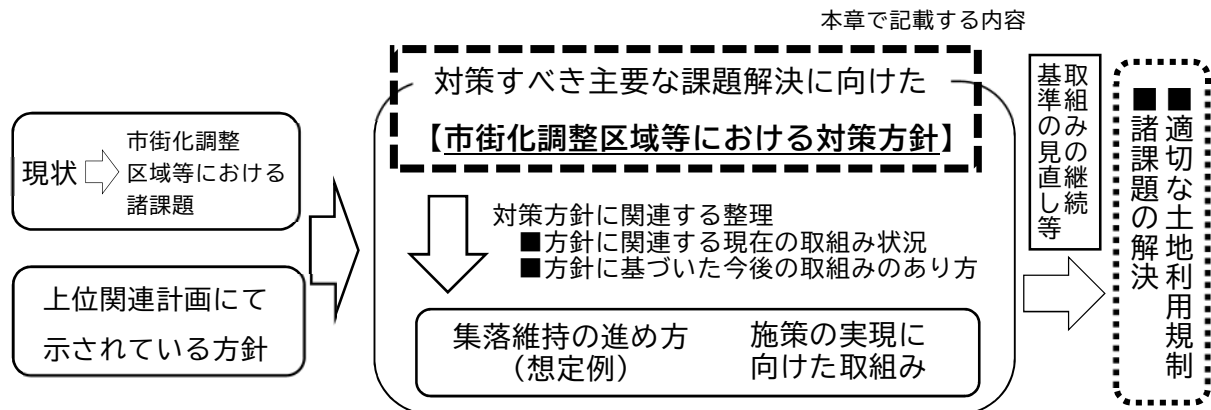 本章で記載する内容
現状
市街化調整
区域等における
諸課題
上位関連計画にて
示されている方針
対策すべき主要な課題解決に向けた
【市街化調整区域等における対策方針】
対策方針に関連する整理
■方針に関連する現在の取組み状況
■方針に基づいた今後の取組みのあり方
集落維持の進め方
（想定例）
施策の実現に
向けた取組み
取組みの継続
基準の見直し等
■適切な土地利用規制
■諸課題の解決